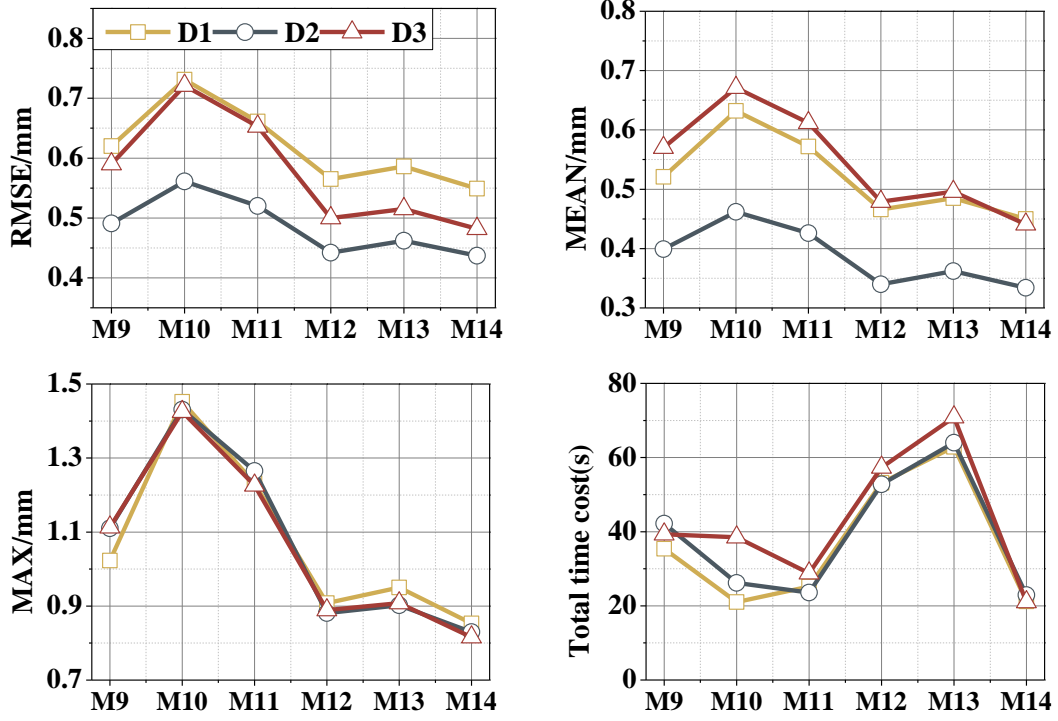 D1 D2 D3
RMSE/mm
0.8
0.7
0.6
0.5
0.4
M9 M10 M11 M12 M13 M14
MEAN/mm
0.8
0.7
0.6
0.5
0.4
0.3
M9 M10 M11 M12 M13 M14
MAX/mm
1.5
1.3
1.1
0.9
0.7
M9 M10 M11 M12 M13 M14
Total time cost(s)
80
60
40
20
0
M9 M10 M11 M12 M13 M14